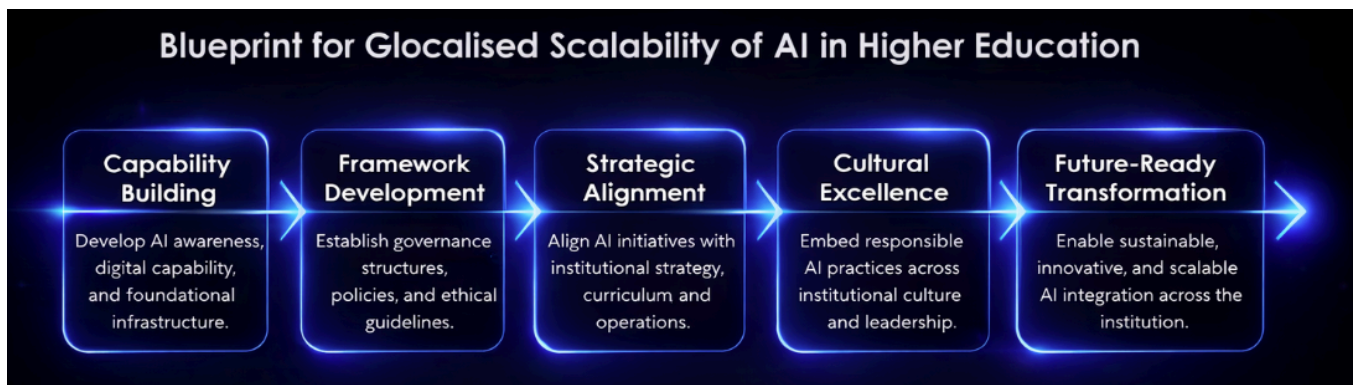 Blueprint for Glocalised Scalability of AI in Higher Education
Capability
Building
Develop AI awareness,
digital capability,
and foundational
infrastructure.
Framework
Development
Establish governance
structures,
policies, and ethical
guidelines.
Strategic
Alignment
Align AI initiatives with
institutional strategy,
curriculum and
operations.
Cultural
Excellence
Embed responsible
AI practices across
institutional culture
and leadership.
Future-Ready
Transformation
Enable sustainable,
innovative, and scalable
AI integration across the
institution.